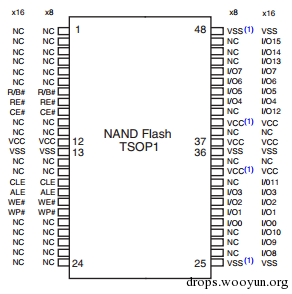 x16 x8 x8 x16
NC NC 1 48 VSS(1) VSS
NC NC NC I/O15
NC NC NC I/O14
NC NC NC I/O13
NC NC I/O7 I/O7
NC NC I/O6 I/O6
R/B# R/B# I/O5 I/O5
RE# RE# I/O4 I/O4
CE# CE# NC I/O12
NC NC VCC(1) VCC
NC NC NC NC
VCC VCC 12 37 VCC VCC
VSS VSS 13 36 VSS VSS
NC NC NC NC
NC NC VCC(1) VCC
CLE CLE NC I/O11
ALE ALE I/O3 I/O3
WE# WE# I/O2 I/O2
WP# WP# I/O1 I/O1
NC NC I/O0 I/O0
NC NC NC I/O10
NC NC NC I/O9
NC NC NC I/O8
NC NC 24 25 VSS(1) VSS
NAND Flash
TSOP1
drops.wooyun.org